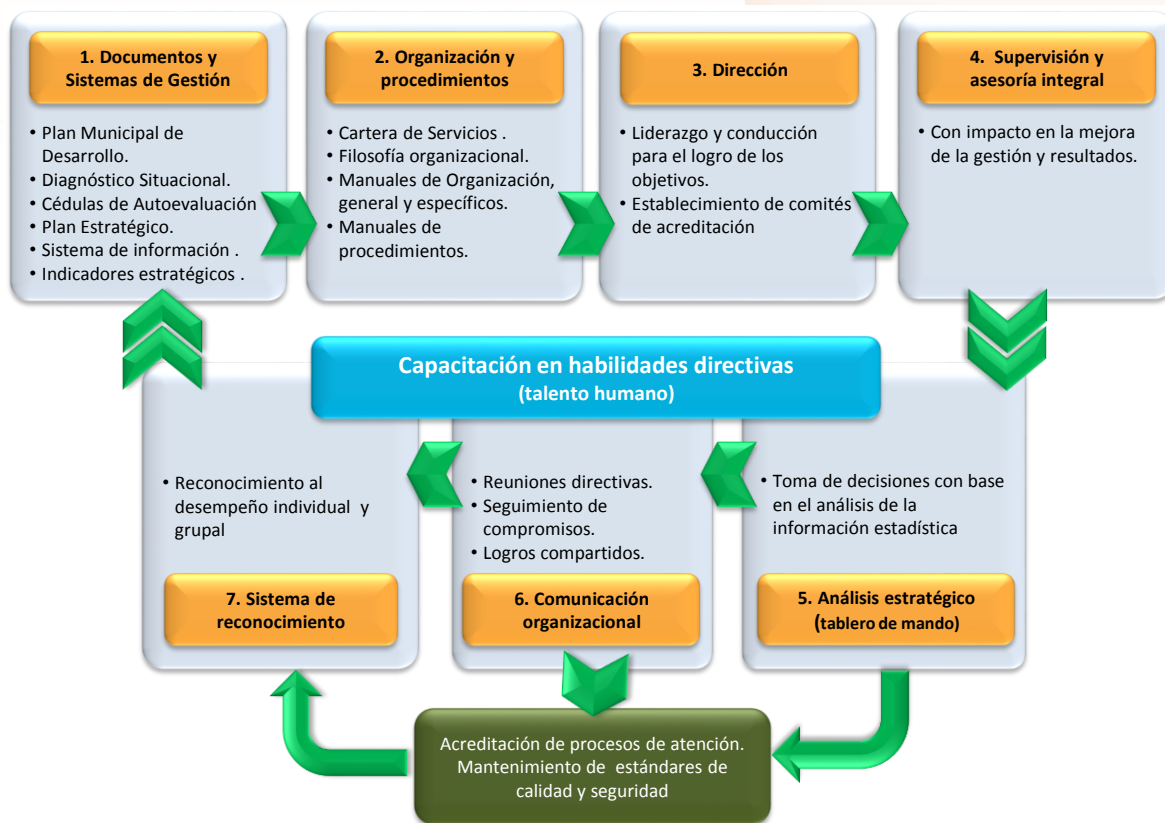 1. Documentos y
Sistemas de Gestión
• Plan Municipal de
Desarrollo.
• Diagnóstico Situacional.
• Cédulas de Autoevaluación
• Plan Estratégico.
• Sistema de información .
• Indicadores estratégicos .
2. Organización y
procedimientos
• Cartera de Servicios .
• Filosofía organizacional.
• Manuales de Organización,
general y específicos.
• Manuales de
procedimientos.
3. Dirección
• Liderazgo y conducción
para el logro de los
objetivos.
• Establecimiento de comités
de acreditación
4. Supervisión y
asesoría integral
• Con impacto en la mejora
de la gestión y resultados.
Capacitación en habilidades directivas
(talento humano)
• Toma de decisiones con base
en el análisis de la
información estadística
5. Análisis estratégico
(tablero de mando)
• Reuniones directivas.
• Seguimiento de
compromisos.
• Logros compartidos.
6. Comunicación
organizacional
• Reconocimiento al
desempeño individual y
grupal
7. Sistema de
reconocimiento
Acreditación de procesos de atención.
Mantenimiento de estándares de
calidad y seguridad